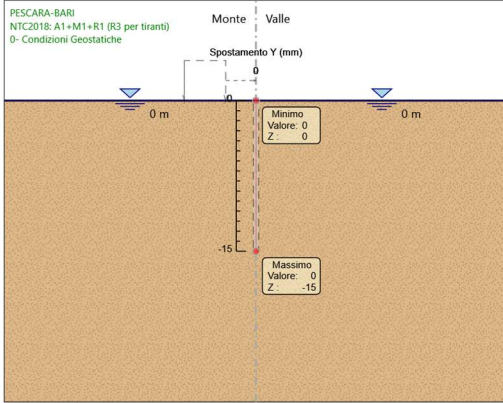 PESCARA-BARI
NTC2018: A1+M1+R1 (R3 per tiranti)
0- Condizioni Geostatiche
Monte Valle
Spostamento Y (mm)
0
0
0 m
0 m
Minimo
Valore: 0
Z : 0
-15
Massimo
Valore: 0
Z : -15